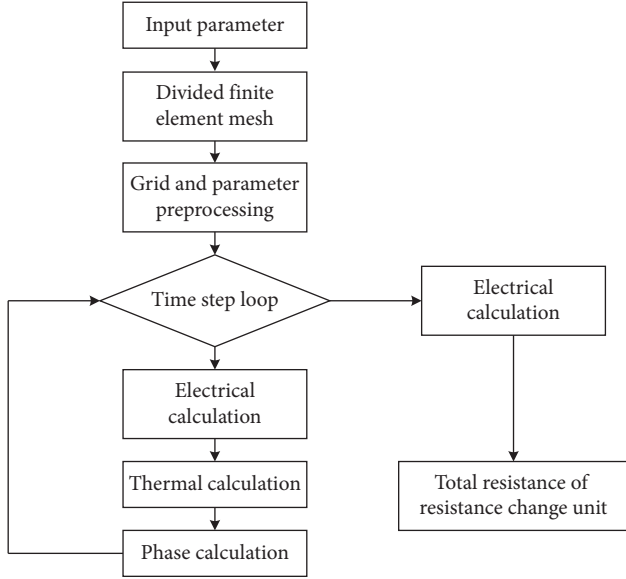 Input parameter
Divided finite
element mesh
Grid and parameter
preprocessing
Time step loop
Electrical
calculation
Electrical
calculation
Thermal calculation
Total resistance of
resistance change unit
Phase calculation